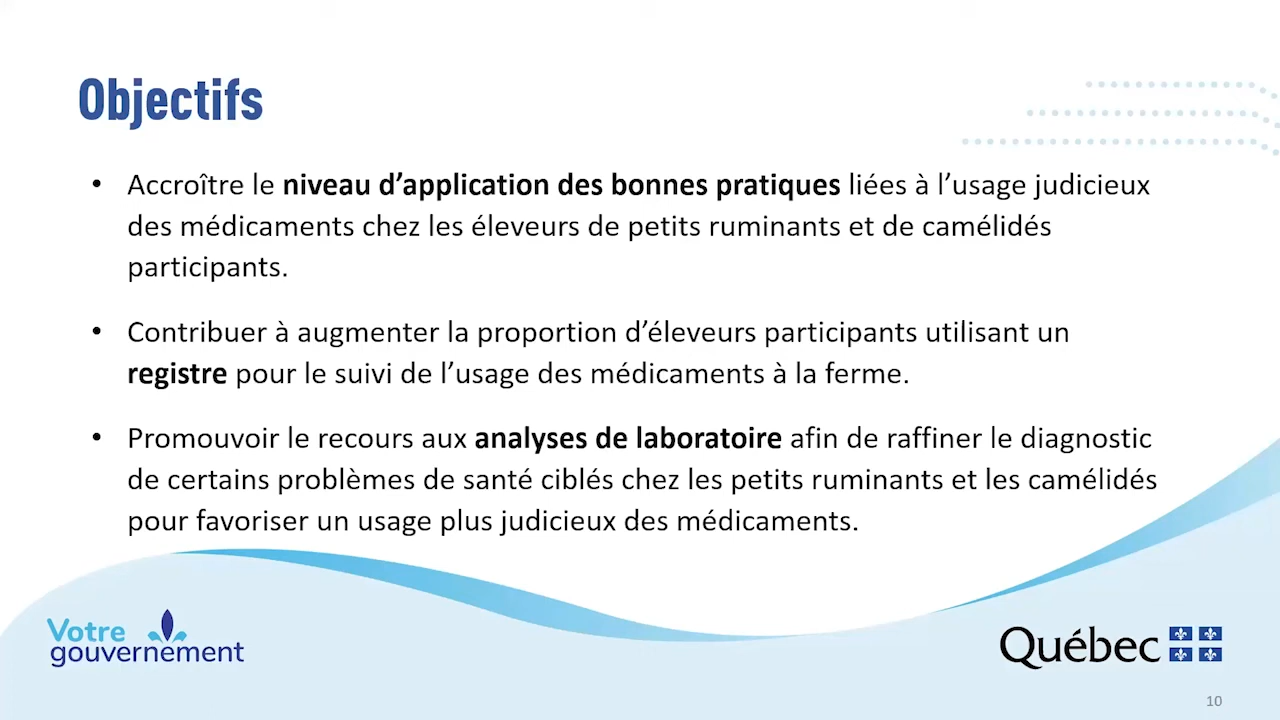 Objectifs
• Accroître le niveau d’application des bonnes pratiques liées à l’usage judicieux
des médicaments chez les éleveurs de petits ruminants et de camélidés
participants.
• Contribuer à augmenter la proportion d’éleveurs participants utilisant un
registre pour le suivi de l’usage des médicaments à la ferme.
• Promouvoir le recours aux analyses de laboratoire afin de raffiner le diagnostic
de certains problèmes de santé ciblés chez les petits ruminants et les camélidés
pour favoriser un usage plus judicieux des médicaments.
Votre
gouvernement
Québec
10